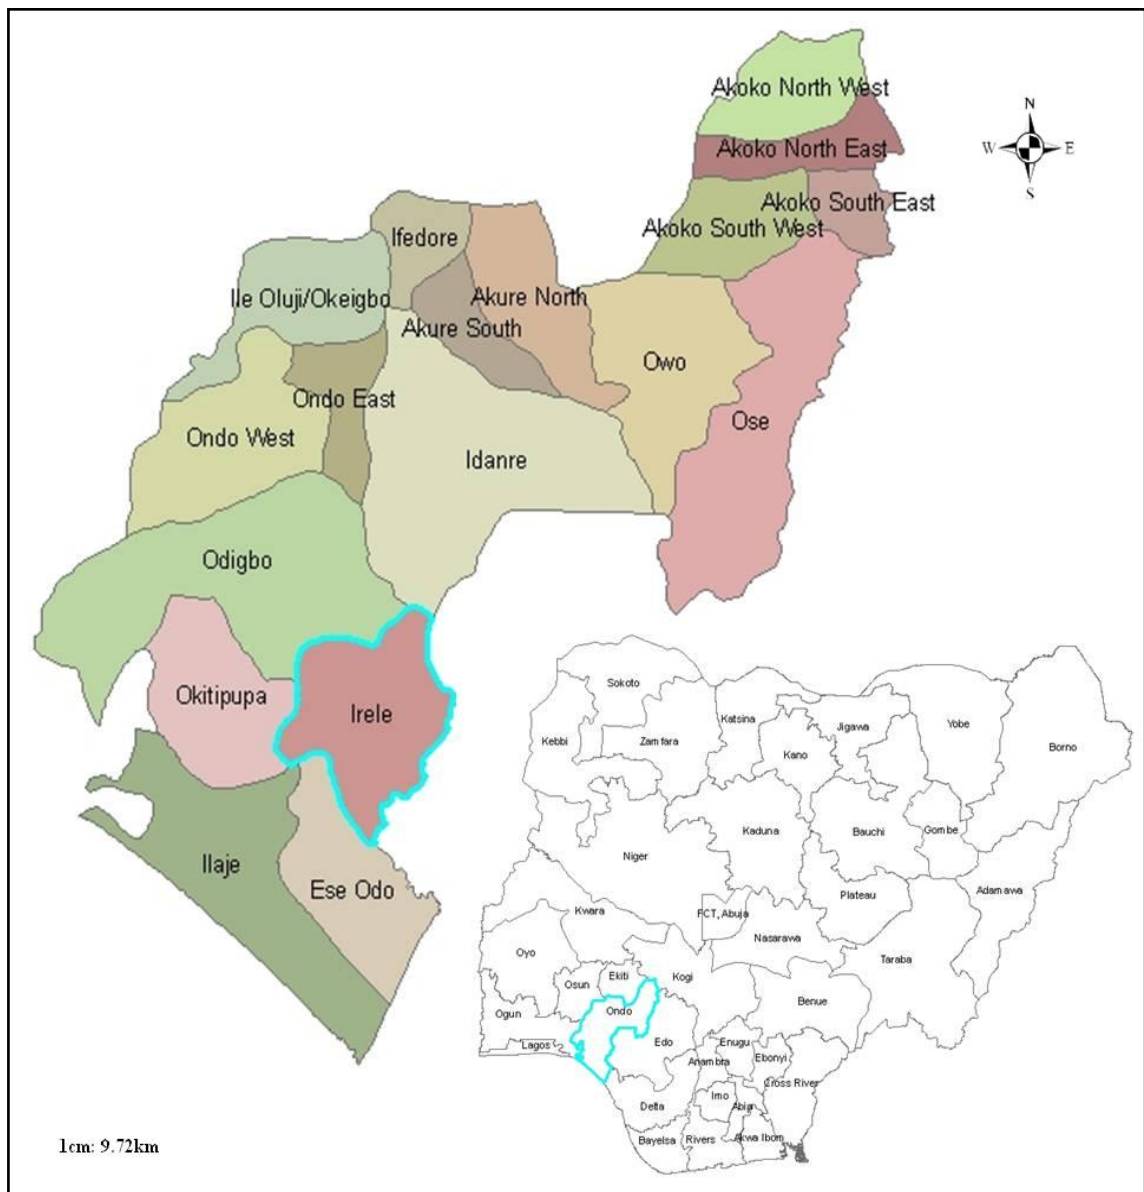 Akoko North West
N
Akoko North East
W
E
S
Akoko South East
Akoko South West
Ifedore
Ile Oluji/Okeigbo
Akure North
Akure South
Owo
Ondo East
Ose
Ondo West
Idanre
Odigbo
Okitipupa
Irele
Ilaje
Ese Odo
Sokoto
Katsina
Jigawa
Yobe
Kebbi
Zamfara
Kano
Borno
Kaduna
Bauchi
Gombe
Niger
Adamawa
Plateau
Kwara
FCT, Abuja
Nasarawa
Oyo
Taraba
Ekiti
Kogi
Osun
Benue
Ogun
Ondo
Lagos
Edo
Enugu
Anambra
Ebonyi
Cross River
Imo
Abia
Delta
Bayelsa
Rivers
Akwa Ibom
1cm: 9.72km